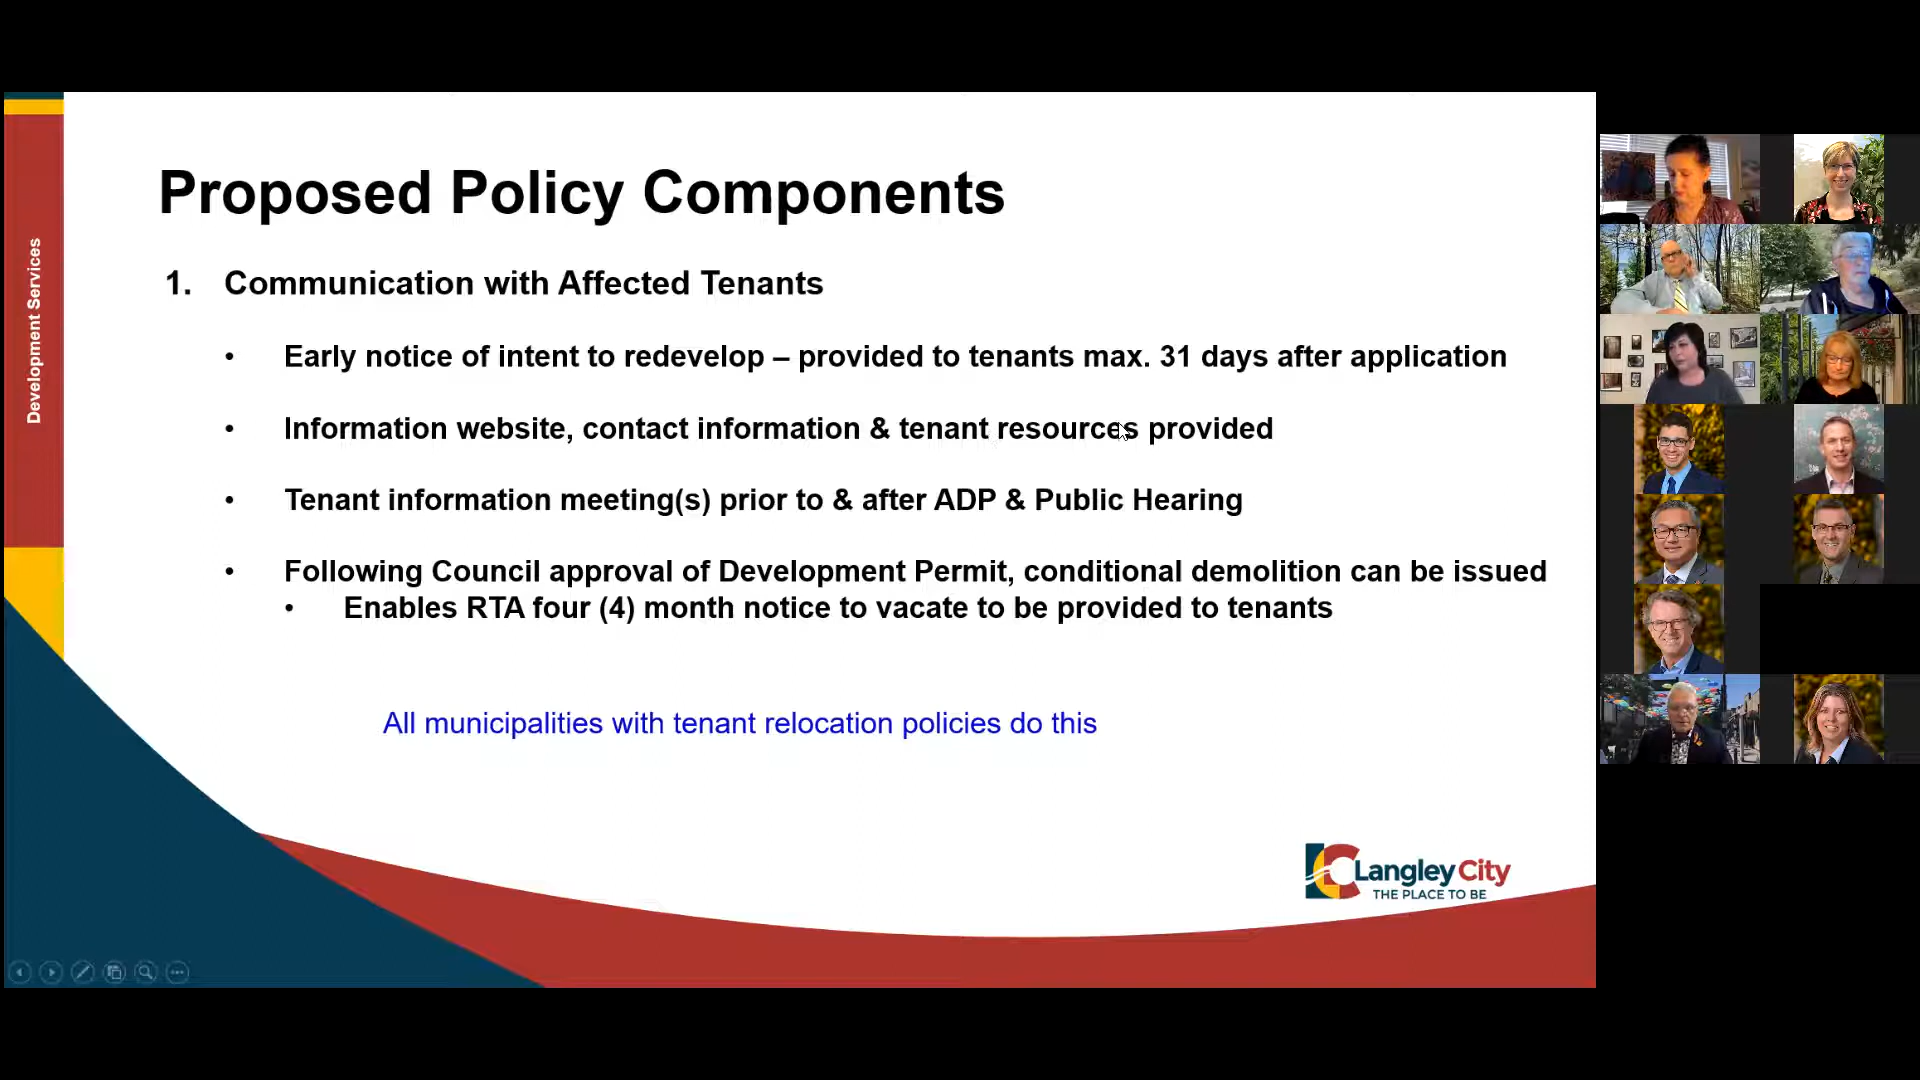 Development Services
Proposed Policy Components
1. Communication with Affected Tenants
• Early notice of intent to redevelop – provided to tenants max. 31 days after application
• Information website, contact information & tenant resources provided
• Tenant information meeting(s) prior to & after ADP & Public Hearing
• Following Council approval of Development Permit, conditional demolition can be issued
• Enables RTA four (4) month notice to vacate to be provided to tenants
All municipalities with tenant relocation policies do this
LC Langley City
THE PLACE TO BE